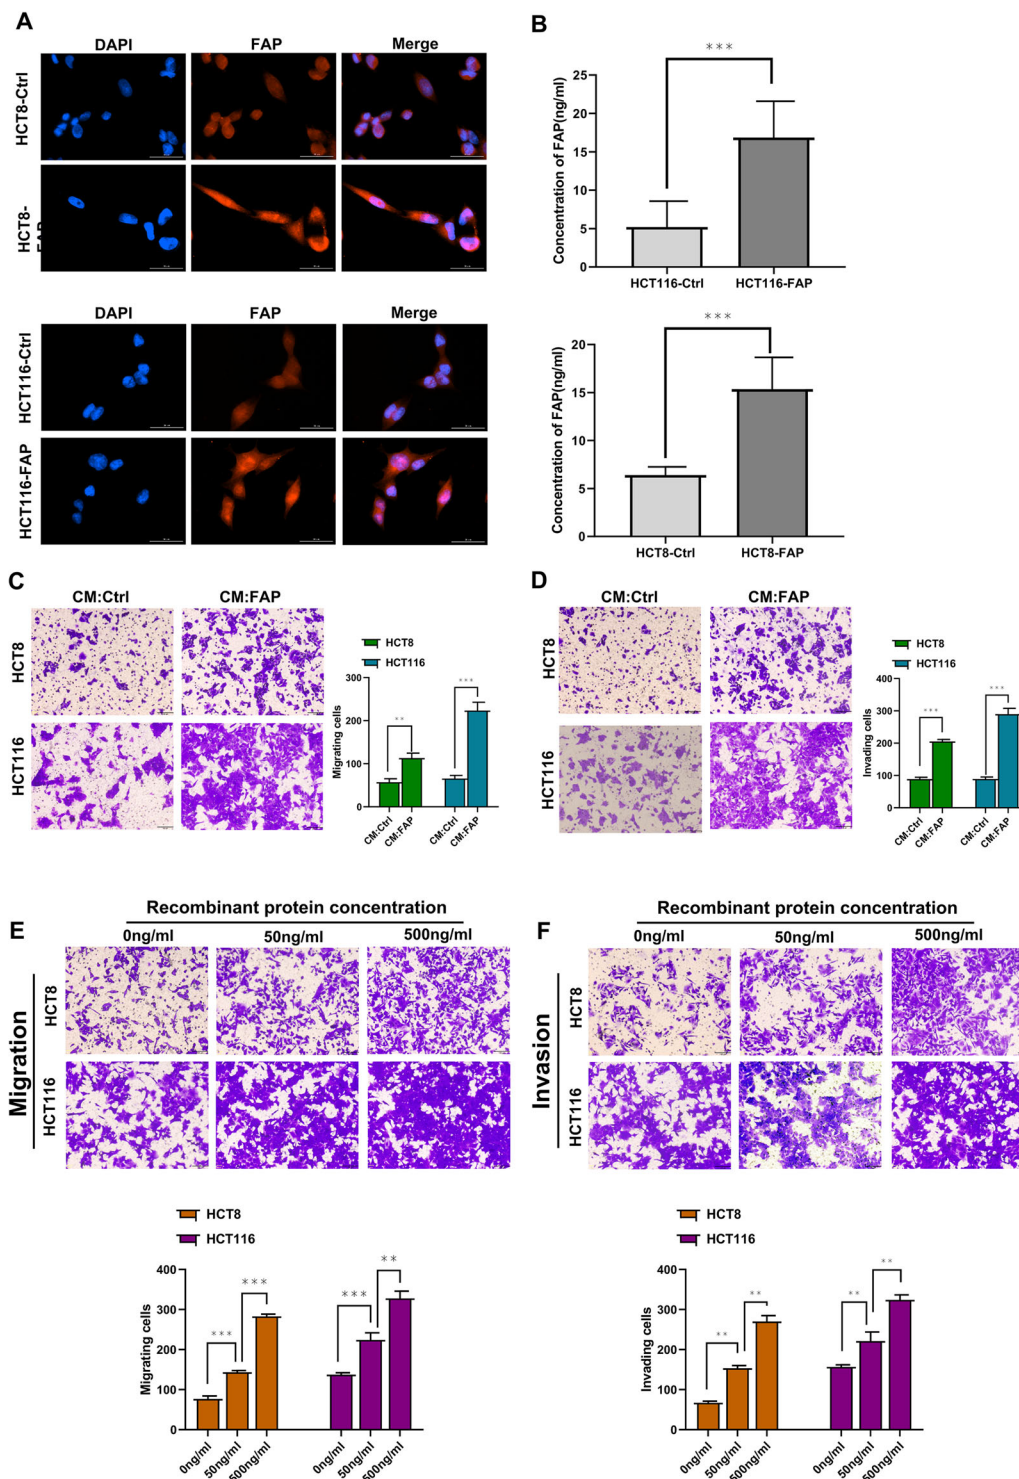 A
DAPI FAP Merge
HCT8-Ctrl
HCT8-
DAPI FAP Merge
HCT116-Ctrl
HCT116-FAP
B
***
Concentration of FAP(ng/ml)
25
20
15
10
5
0
HCT116-Ctrl HCT116-FAP
***
Concentration of FAP(ng/ml)
20
15
10
5
0
HCT8-Ctrl HCT8-FAP
C
CM:Ctrl CM:FAP
HCT8
HCT116
HCT8
HCT116
Migrating cells
300
200
100
0
**
***
CM:Ctrl CM:FAP CM:Ctrl CM:FAP
D
CM:Ctrl CM:FAP
HCT8
HCT116
HCT8
HCT116
Invading cells
400
300
200
100
0
***
***
CM:Ctrl CM:FAP CM:Ctrl CM:FAP
E
Recombinant protein concentration
0ng/ml 50ng/ml 500ng/ml
Migration
HCT8
HCT116
HCT8
HCT116
Migrating cells
400
300
200
100
0
*** *** *** **
0ng/ml 50ng/ml 500ng/ml 0ng/ml 50ng/ml 500ng/ml
F
Recombinant protein concentration
0ng/ml 50ng/ml 500ng/ml
Invasion
HCT8
HCT116
HCT8
HCT116
Invading cells
400
300
200
100
0
** ** ** **
0ng/ml 50ng/ml 500ng/ml 0ng/ml 50ng/ml 500ng/ml